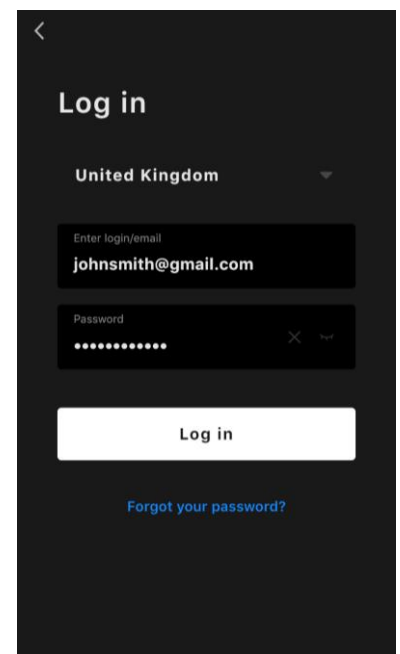 Log in
United Kingdom
Enter login/email
johnsmith@gmail.com
Password
••••••••••••
Log in
Forgot your password?